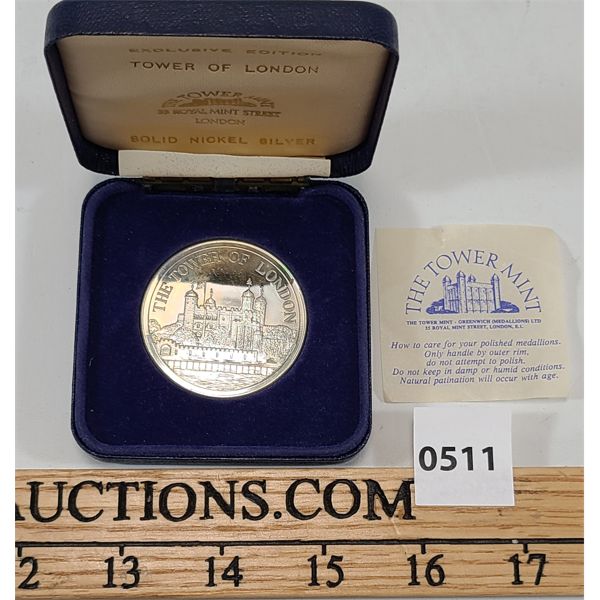 EXCLUSIVE EDITION
TOWER OF LONDON
THE TOWER MINT
33 ROYAL MINT STREET
LONDON
SOLID NICKEL SILVER
THE TOWER OF LONDON
THE TOWER MINT
THE TOWER MINT - GREENWICH (MEDALLIONS) LTD
33 ROYAL MINT STREET, LONDON, E.1.
How to care for your polished medallions.
Only handle by outer rim,
do not attempt to polish.
Do not keep in damp or humid conditions.
Natural patination will occur with age.
0511
AUCTIONS.COM
2 13 14 15 16 17